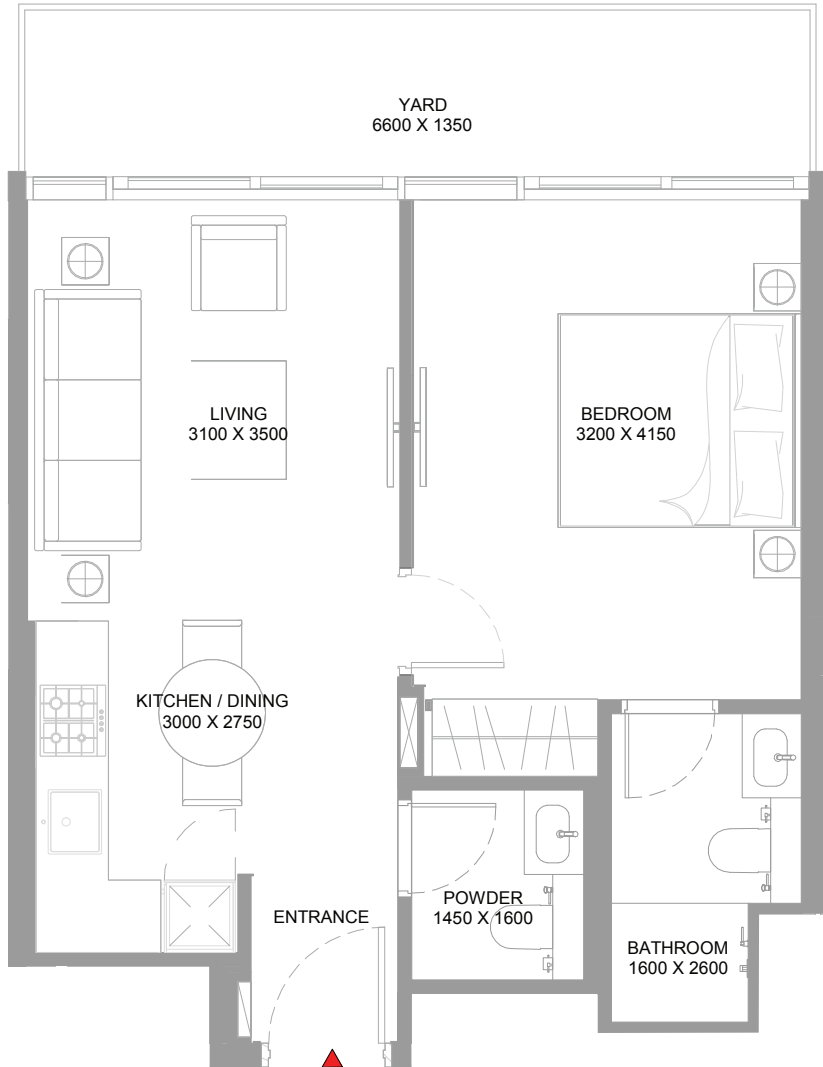 YARD
6600 X 1350
LIVING
3100 X 3500
BEDROOM
3200 X 4150
KITCHEN / DINING
3000 X 2750
POWDER
1450 X 1600
ENTRANCE
BATHROOM
1600 X 2600